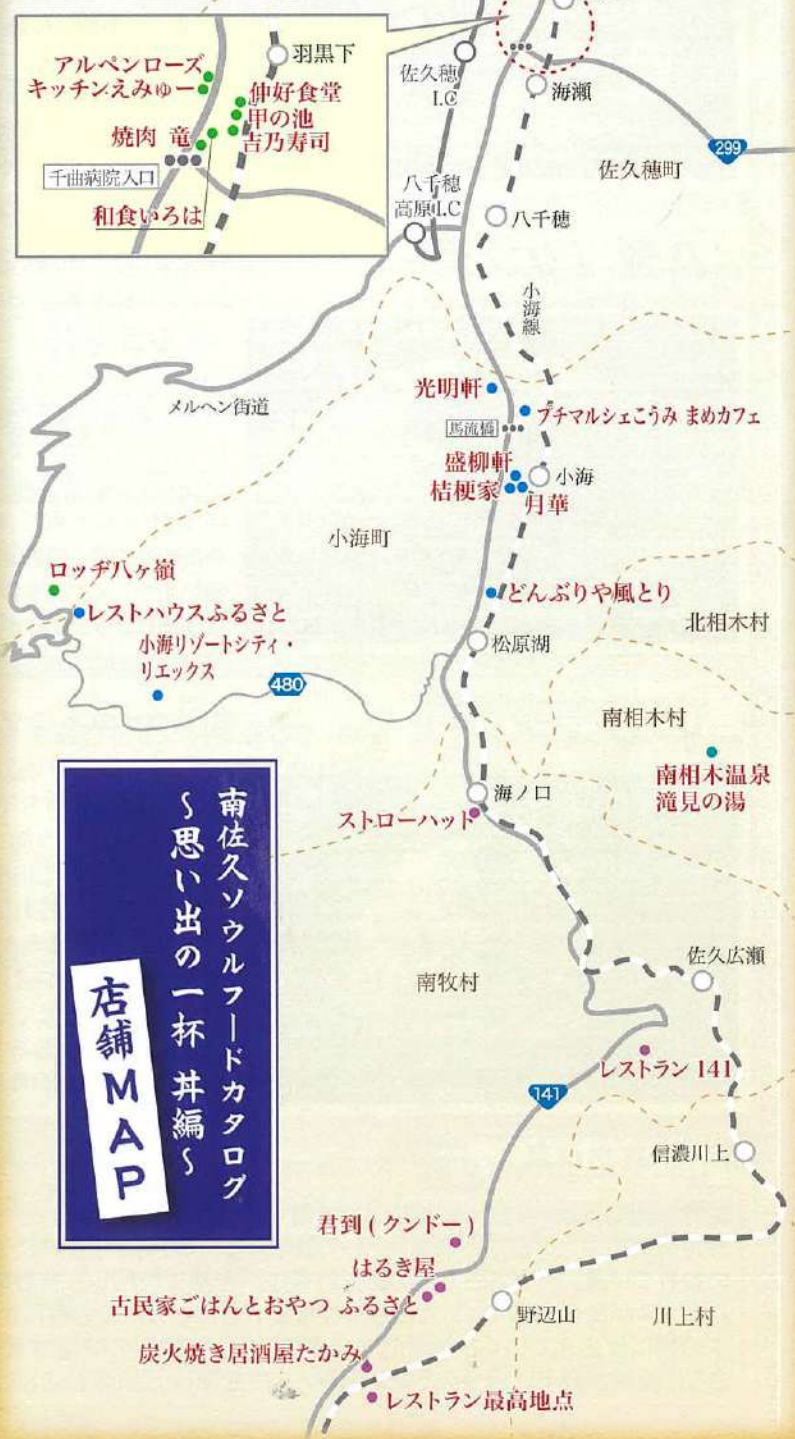 羽黒下
アルペンローズ
キッチンえみゅー
仲好食堂
甲の池
吉乃寿司
焼肉 竜
千曲病院入口
和食いろは
佐久穂
I.C
海瀬
299
佐久穂町
八千穂
高原I.C
八千穂
小海線
メルヘン街道
光明軒
プチマルシェこうみ まめカフェ
馬流橋
盛柳軒
桔梗家
小海
月華
小海町
ロッヂ八ヶ嶺
レストハウスふるさと
小海リゾートシティ・
リエックス
480
どんぶりや風とり
松原湖
北相木村
南相木村
南相木温泉
滝見の湯
海ノ口
ストローハット
南佐久ソウルフードカタログ
〜思い出の一杯 丼編〜
店舗MAP
南牧村
佐久広瀬
レストラン 141
141
信濃川上
君到 (クンドー)
はるき屋
古民家ごはんとおやつ ふるさと
野辺山
川上村
炭火焼き居酒屋たかみ
レストラン最高地点